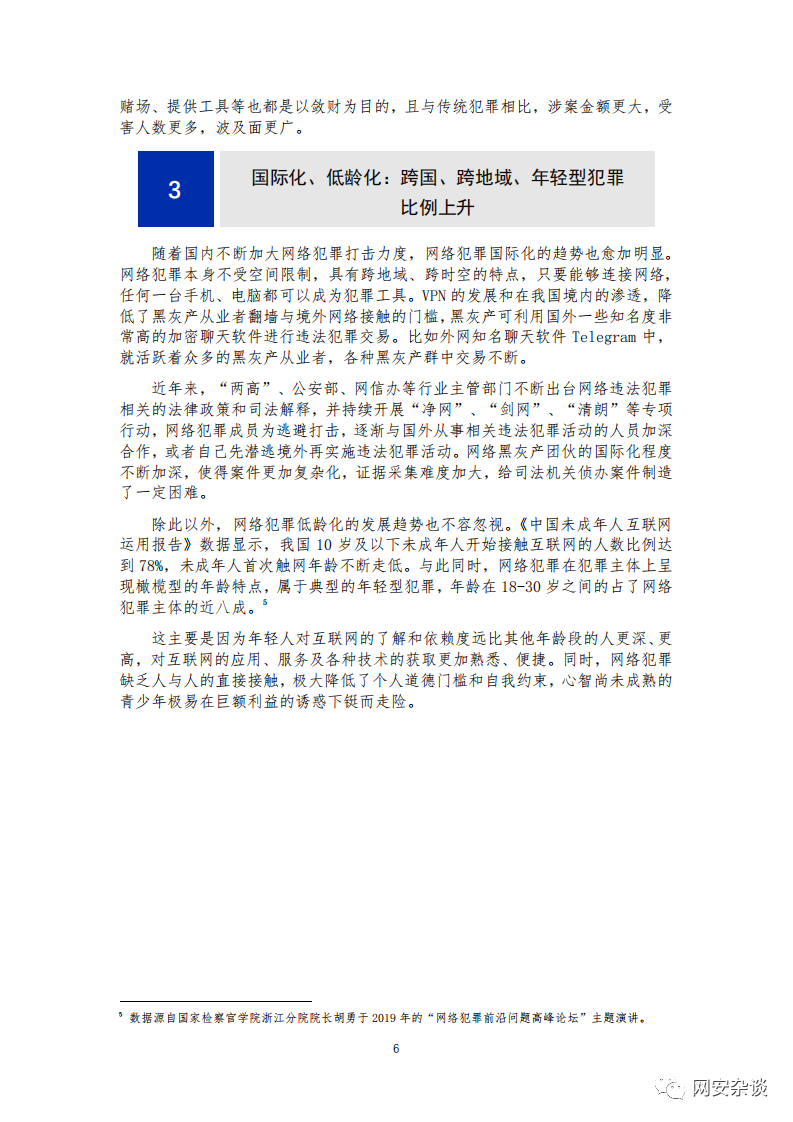 赌场、提供工具等也都是以敛财为目的，且与传统犯罪相比，涉案金额更大，受
害人数更多，波及面更广。
3
国际化、低龄化：跨国、跨地域、年轻型犯罪
比例上升
随着国内不断加大网络犯罪打击力度，网络犯罪国际化的趋势也愈加明显。
网络犯罪本身不受空间限制，具有跨地域、跨时空的特点，只要能够连接网络，
任何一台手机、电脑都可以成为犯罪工具。VPN 的发展和在我国境内的渗透，降
低了黑灰产从业者翻墙与境外网络接触的门槛，黑灰产可利用国外一些知名度非
常高的加密聊天软件进行违法犯罪交易。比如外网知名聊天软件 Telegram 中，
就活跃着众多的黑灰产从业者，各种黑灰产群中交易不断。
近年来，“两高”、公安部、网信办等行业主管部门不断出台网络违法犯罪
相关的法律政策和司法解释，并持续开展“净网”、“剑网”、“清朗”等专项
行动，网络犯罪成员为逃避打击，逐渐与国外从事相关违法犯罪活动的人员加深
合作，或者自己先潜逃境外再实施违法犯罪活动。网络黑灰产团伙的国际化程度
不断加深，使得案件更加复杂化，证据采集难度加大，给司法机关侦办案件制造
了一定困难。
除此以外，网络犯罪低龄化的发展趋势也不容忽视。《中国未成年人互联网
运用报告》数据显示，我国 10 岁及以下未成年人开始接触互联网的人数比例达
到 78%，未成年人首次触网年龄不断走低。与此同时，网络犯罪在犯罪主体上呈
现橄榄型的年龄特点，属于典型的年轻型犯罪，年龄在 18-30 岁之间的占了网络
犯罪主体的近八成。5
这主要是因为年轻人对互联网的了解和依赖度远比其他年龄段的人更深、更
高，对互联网的应用、服务及各种技术的获取更加熟悉、便捷。同时，网络犯罪
缺乏人与人的直接接触，极大降低了个人道德门槛和自我约束，心智尚未成熟的
青少年极易在巨额利益的诱惑下铤而走险。
5 数据源自国家检察官学院浙江分院院长胡勇于 2019 年的“网络犯罪前沿问题高峰论坛”主题演讲。
6
网安杂谈